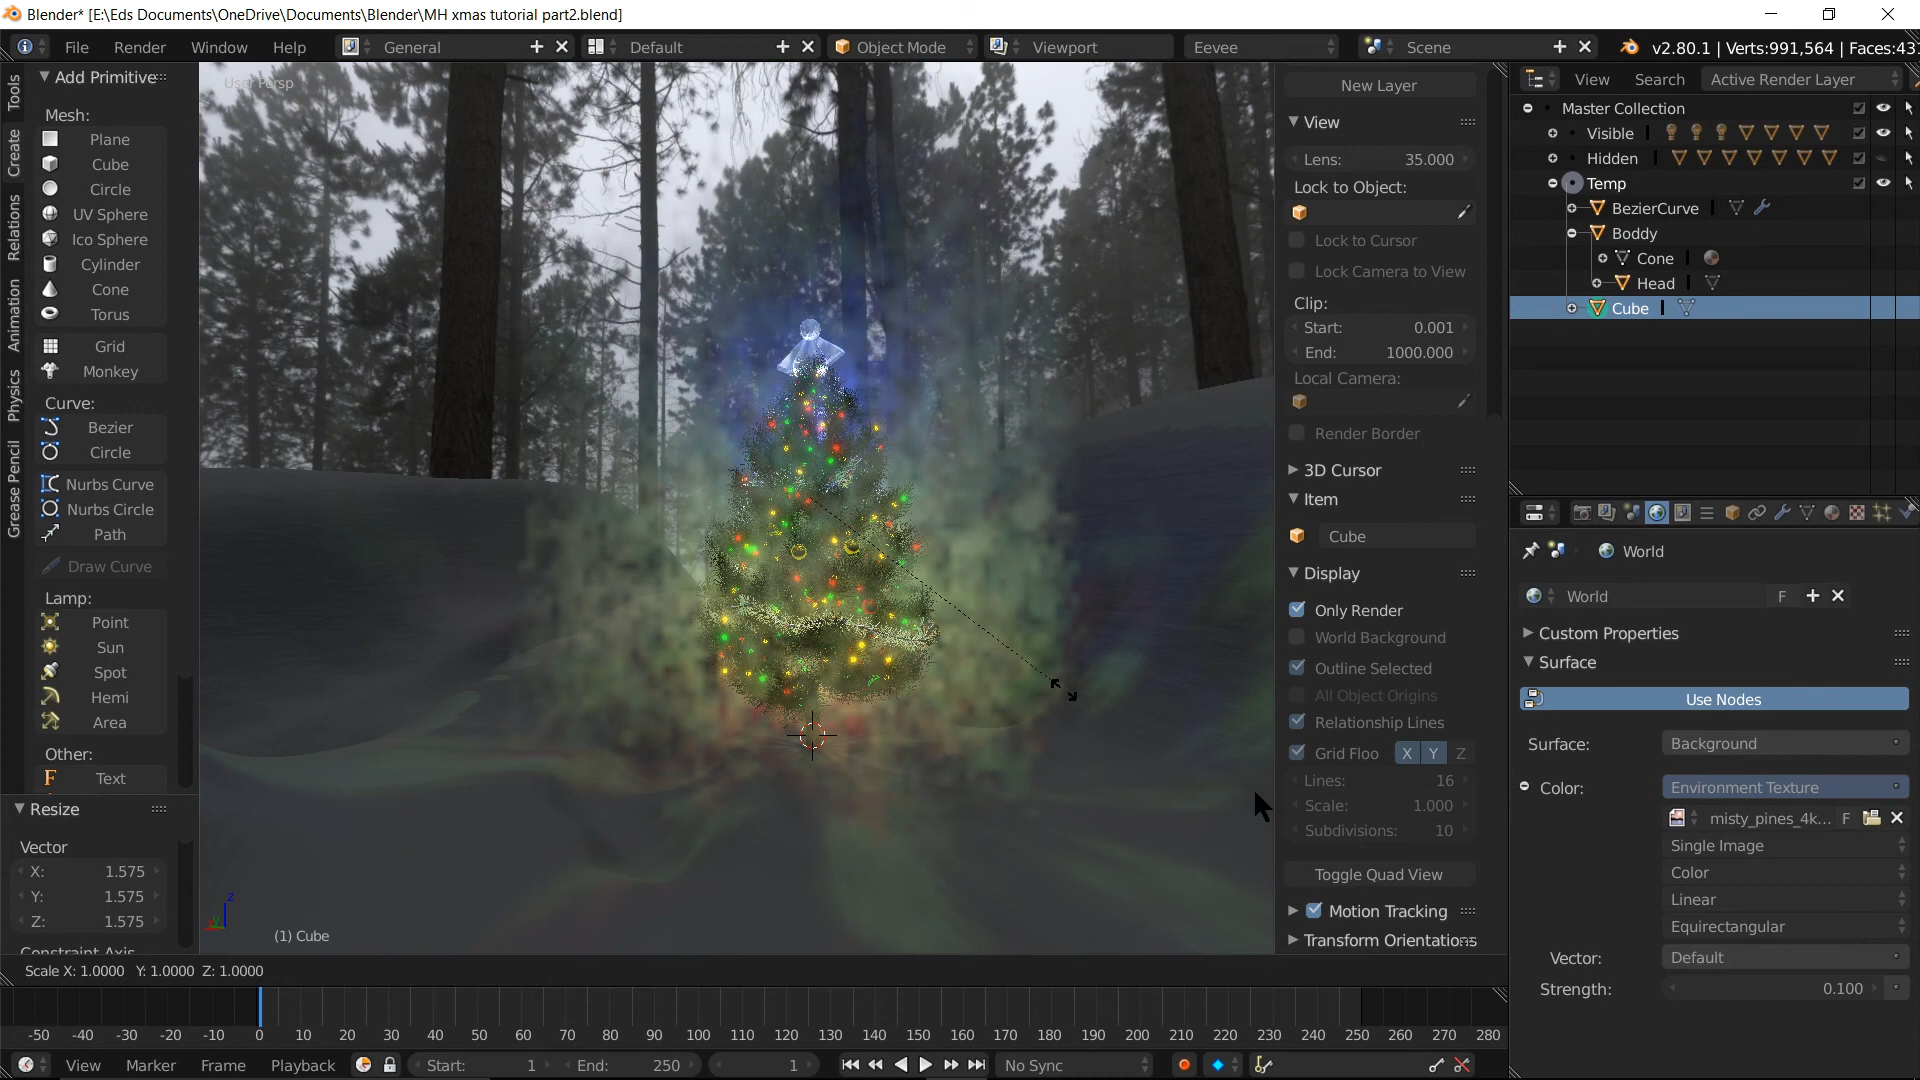 Blender* [E:\Eds Documents\OneDrive\Documents\Blender\MH xmas tutorial part2.blend]
File Render Window Help General Default Object Mode Viewport Eevee Scene v2.80.1 | Verts:991,564 | Faces:431
Tools
Create
Relations
Animation
Physics
Grease Pencil
Add Primitive
Mesh:
Plane
Cube
Circle
UV Sphere
Ico Sphere
Cylinder
Cone
Torus
Grid
Monkey
Curve:
Bezier
Circle
Nurbs Curve
Nurbs Circle
Path
Draw Curve
Lamp:
Point
Sun
Spot
Hemi
Area
Other:
Text
Resize
Vector
X: 1.575
Y: 1.575
Z: 1.575
Constraint Axis
User Persp
(1) Cube
New Layer
View
Lens: 35.000
Lock to Object:
Lock to Cursor
Lock Camera to View
Clip:
Start: 0.001
End: 1000.000
Local Camera:
Render Border
3D Cursor
Item
Cube
Display
Only Render
World Background
Outline Selected
All Object Origins
Relationship Lines
Grid Floo X Y Z
Lines: 16
Scale: 1.000
Subdivisions: 10
Toggle Quad View
Motion Tracking
Transform Orientations
View Search Active Render Layer
Master Collection
Visible
Hidden
Temp
BezierCurve
Boddy
Cone
Head
Cube
World
World F
Custom Properties
Surface
Use Nodes
Surface: Background
Color: Environment Texture
misty_pines_4k... F
Single Image
Color
Linear
Equirectangular
Vector: Default
Strength: 0.100
Scale X: 1.0000 Y: 1.0000 Z: 1.0000
-50 -40 -30 -20 -10 0 10 20 30 40 50 60 70 80 90 100 110 120 130 140 150 160 170 180 190 200 210 220 230 240 250 260 270 280
View Marker Frame Playback Start: 1 End: 250 1 No Sync